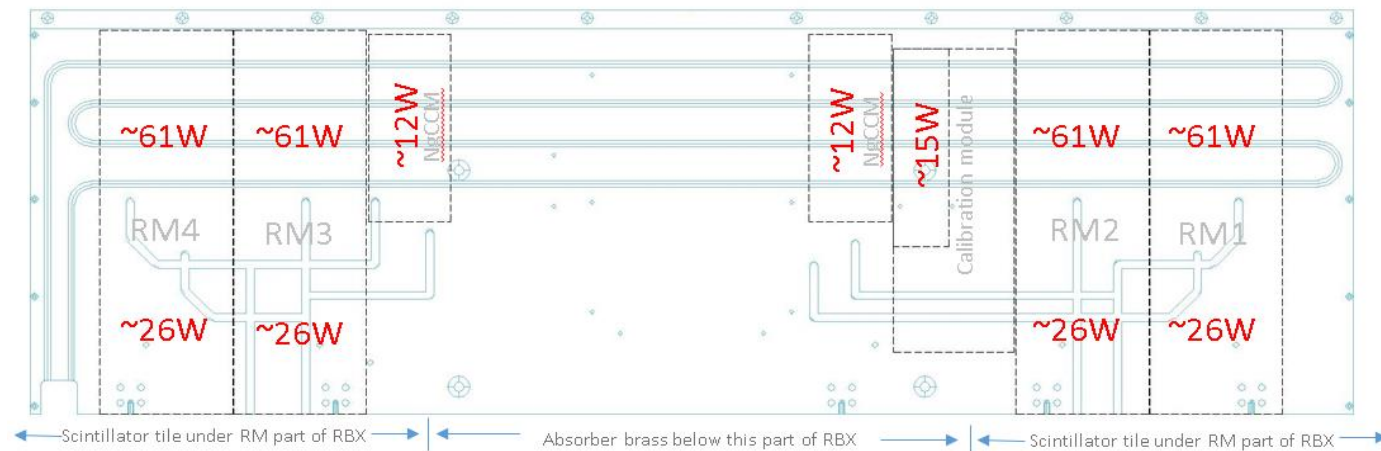 ~61W ~61W ~12W ~12W ~15W ~61W ~61W
NgCCM NgCCM Calibration module
RM4 RM3 RM2 RM1
~26W ~26W ~26W ~26W
Scintillator tile under RM part of RBX Absorber brass below this part of RBX Scintillator tile under RM part of RBX